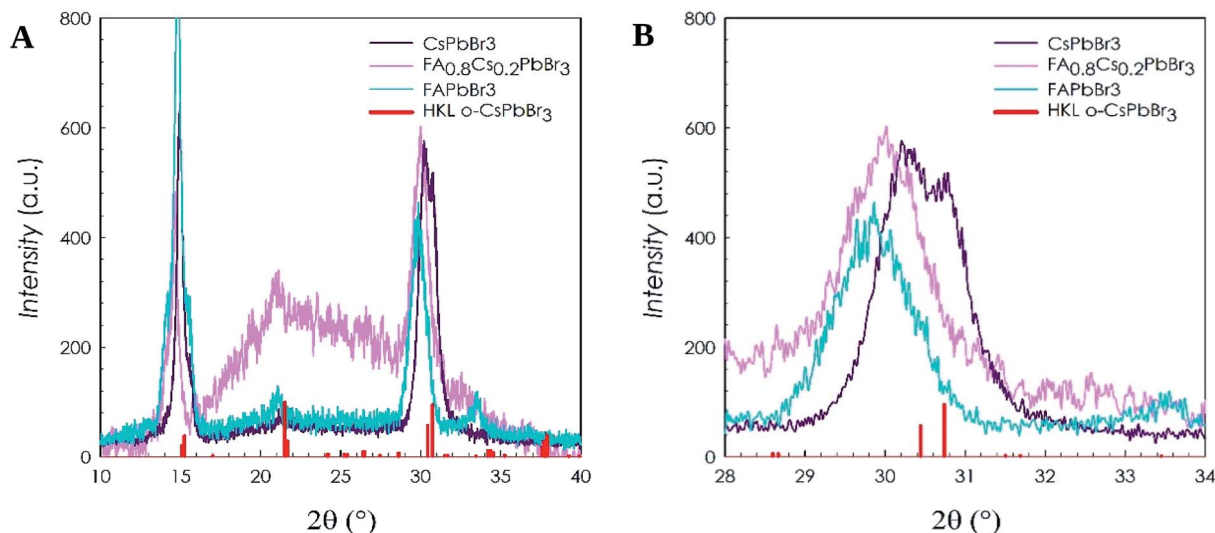 A
800
600
400
200
0
Intensity (a.u.)
10
15
20
25
30
35
40
2θ (°)
CsPbBr3
FA0.8Cs0.2PbBr3
FAPbBr3
HKL o-CsPbBr3
B
800
600
400
200
0
Intensity (a.u.)
28
29
30
31
32
33
34
2θ (°)
CsPbBr3
FA0.8Cs0.2PbBr3
FAPbBr3
HKL o-CsPbBr3